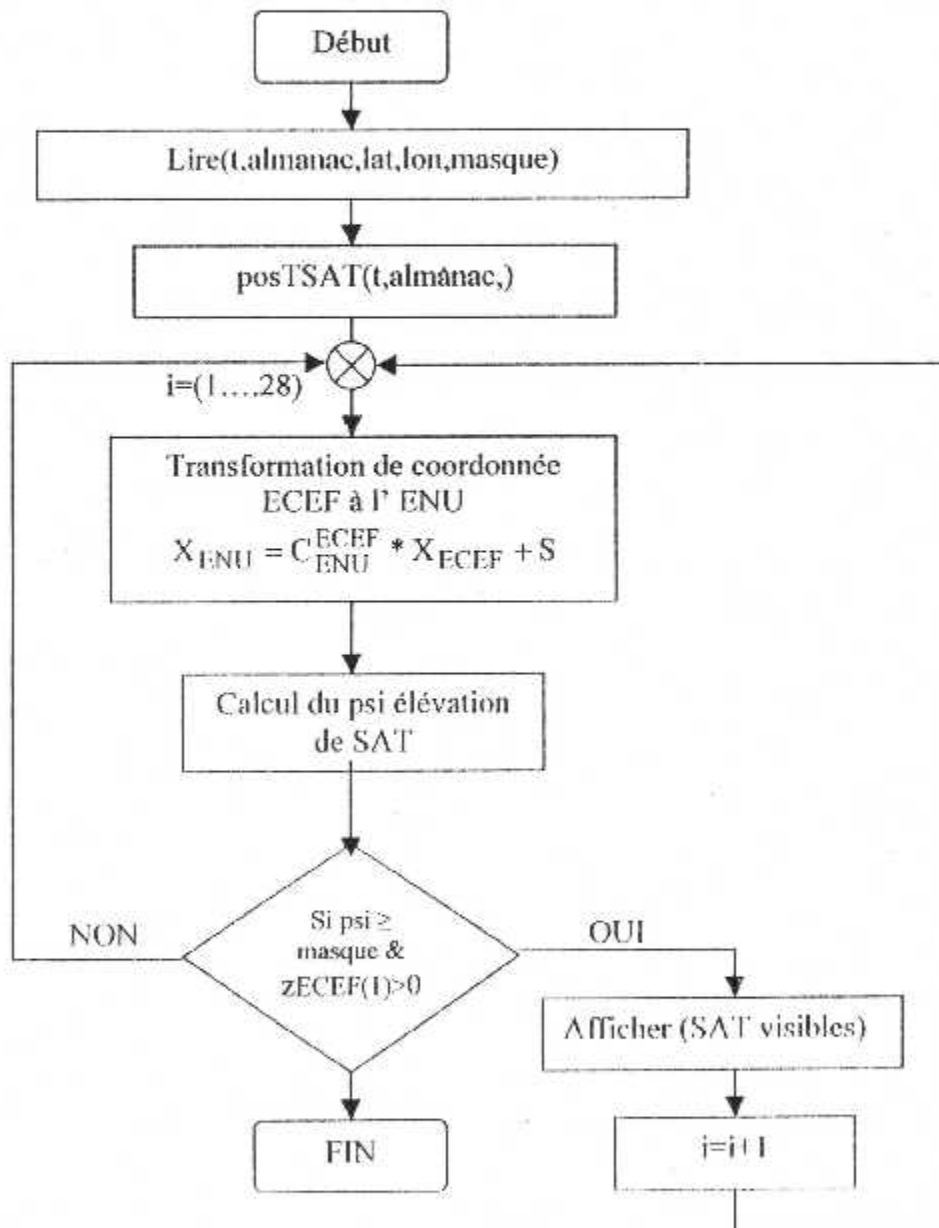 Début
Lire(t,almanac,lat,lon,masque)
posTSAT(t,almanac,)
i=(1....28)
Transformation de coordonnée
ECEF à l' ENU
X_ENU = C_ENU^ECEF * X_ECEF + S
Calcul du psi élévation
de SAT
Si psi ≥
masque &
zECEF(1)>0
NON
OUI
Afficher (SAT visibles)
i=i+1
FIN